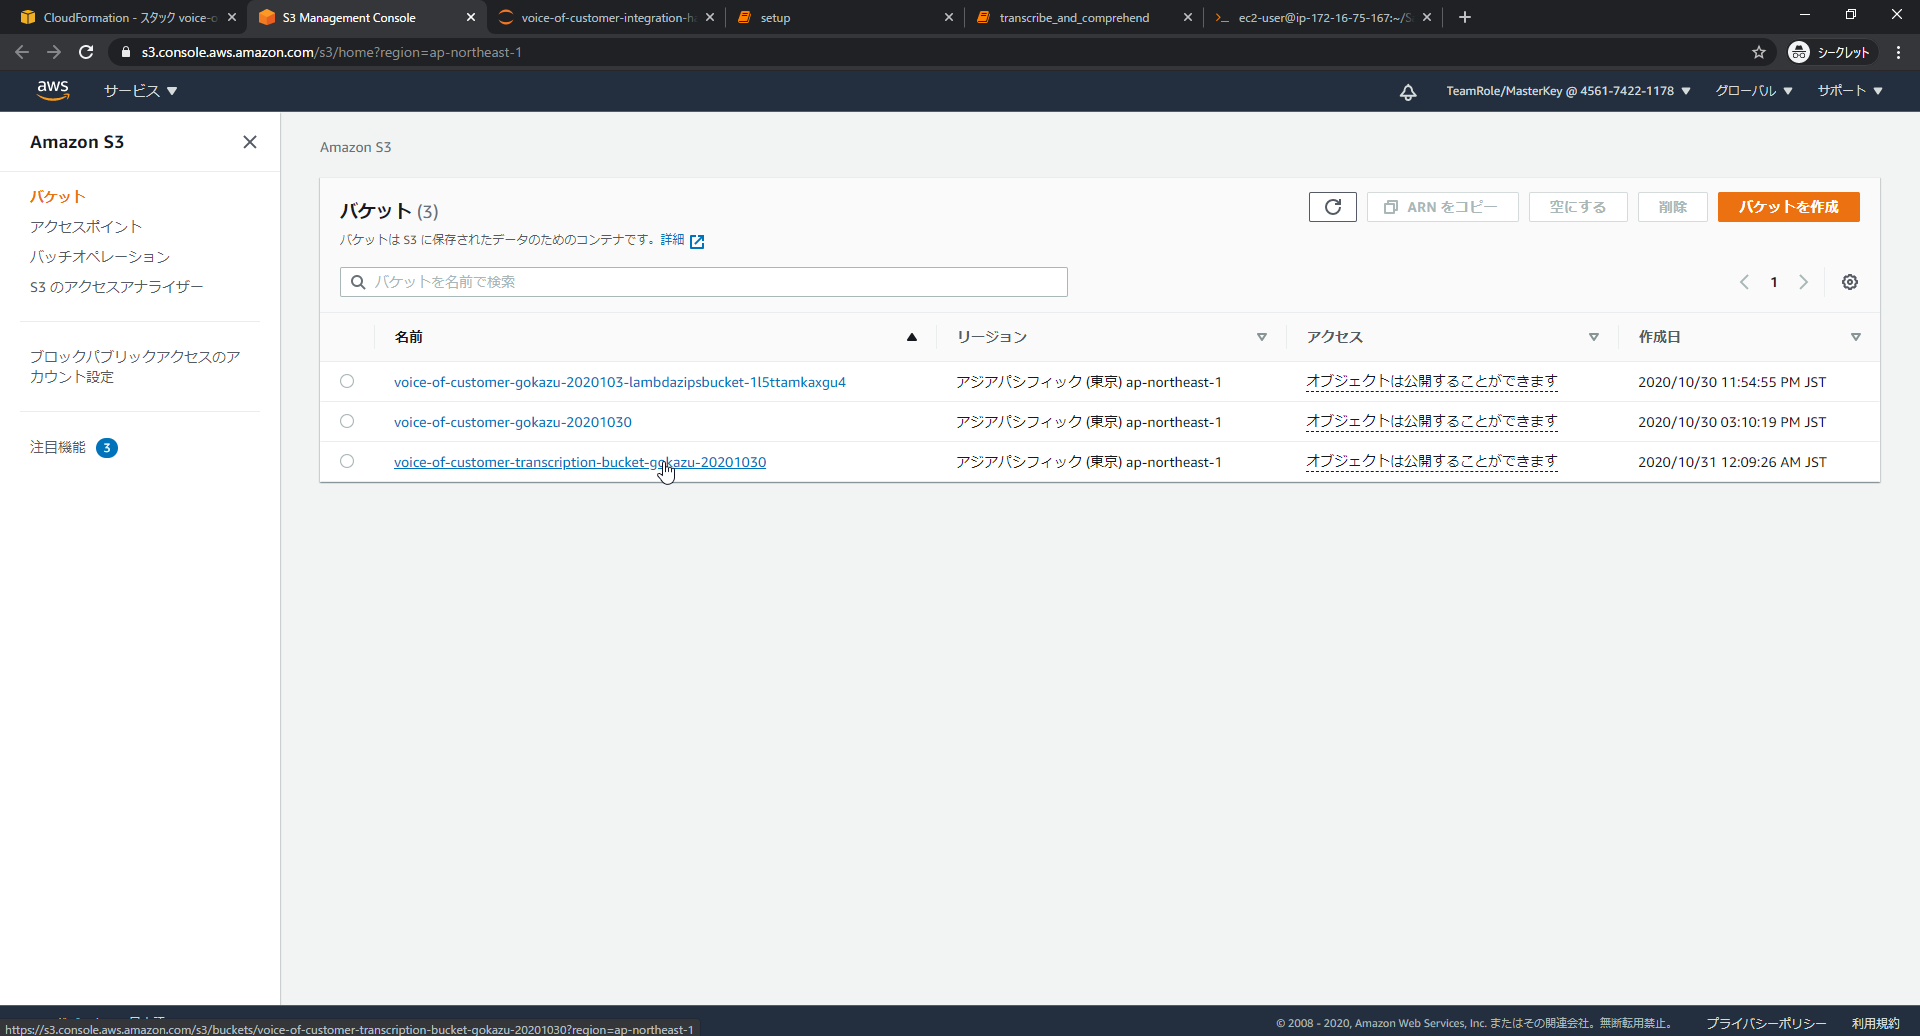 CloudFormation - スタック voice-o
S3 Management Console
voice-of-customer-integration-ha
setup
transcribe_and_comprehend
ec2-user@ip-172-16-75-167:~/S
s3.console.aws.amazon.com/s3/home?region=ap-northeast-1
シークレット
aws
サービス
TeamRole/MasterKey @ 4561-7422-1178
グローバル
サポート
Amazon S3
バケット
アクセスポイント
バッチオペレーション
S3 のアクセスアナライザー
ブロックパブリックアクセスのア
カウント設定
注目機能 3
Amazon S3
バケット (3)
ARN をコピー
空にする
削除
バケットを作成
バケットは S3 に保存されたデータのためのコンテナです。詳細
バケットを名前で検索
1
名前 リージョン アクセス 作成日
voice-of-customer-gokazu-2020103-lambdazipsbucket-1l5ttamkaxgu4 アジアパシフィック (東京) ap-northeast-1 オブジェクトは公開することができます 2020/10/30 11:54:55 PM JST
voice-of-customer-gokazu-20201030 アジアパシフィック (東京) ap-northeast-1 オブジェクトは公開することができます 2020/10/30 03:10:19 PM JST
voice-of-customer-transcription-bucket-gokazu-20201030 アジアパシフィック (東京) ap-northeast-1 オブジェクトは公開することができます 2020/10/31 12:09:26 AM JST
https://s3.console.aws.amazon.com/s3/buckets/voice-of-customer-transcription-bucket-gokazu-20201030?region=ap-northeast-1
© 2008 - 2020, Amazon Web Services, Inc. またはその関連会社。無断転用禁止。
プライバシーポリシー
利用規約